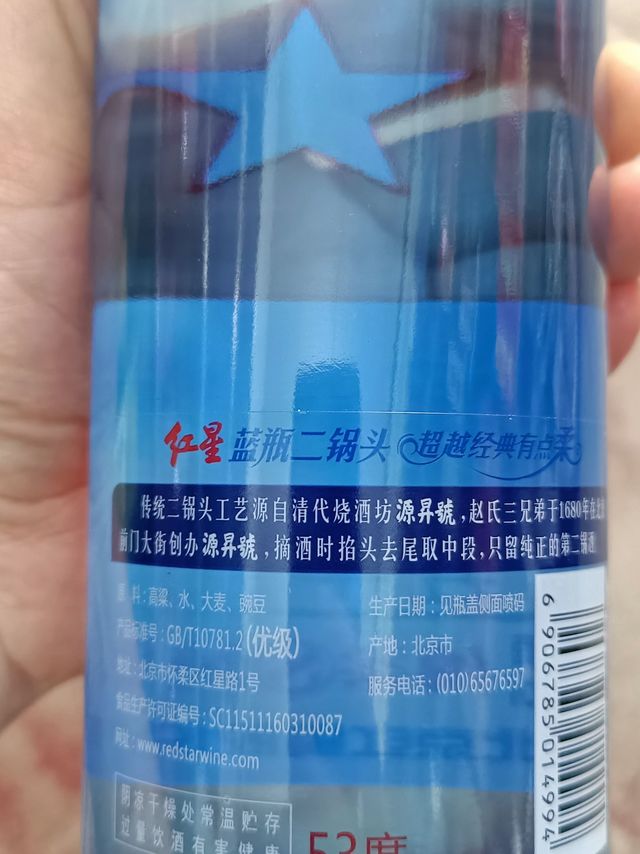 红星 蓝瓶二锅头 超越经典有点柔
传统二锅头工艺源自清代烧酒坊源昇號,赵氏三兄弟于1680年在北
前门大街创办源昇號,摘酒时掐头去尾取中段,只留纯正的第二锅酒
原 料:高粱、水、大麦、豌豆
产品标准号:GB/T10781.2(优级)
地址:北京市怀柔区红星路1号
食品生产许可证编号:SC11511160310087
网址:www.redstarwine.com
生产日期:见瓶盖侧面喷码
产地:北京市
服务电话:(010)65676597
6906785014994
阴凉干燥处常温贮存
过量饮酒有害健康
53度